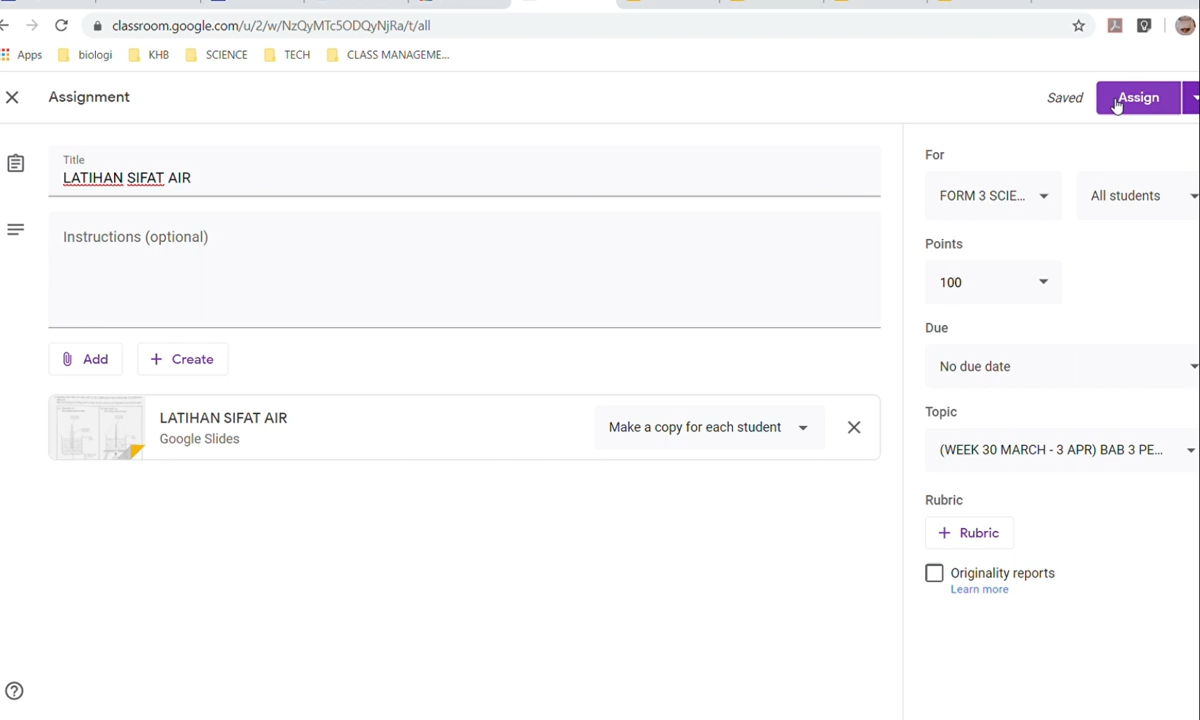 classroom.google.com/u/2/w/NzQyMTc5ODQyNjRa/t/all
Apps biologi KHB SCIENCE TECH CLASS MANAGEME...
Assignment Saved Assign
Title
LATIHAN SIFAT AIR
Instructions (optional)
Add Create
LATIHAN SIFAT AIR
Google Slides
Make a copy for each student
For
FORM 3 SCIE... All students
Points
100
Due
No due date
Topic
(WEEK 30 MARCH - 3 APR) BAB 3 PE...
Rubric
Rubric
Originality reports
Learn more